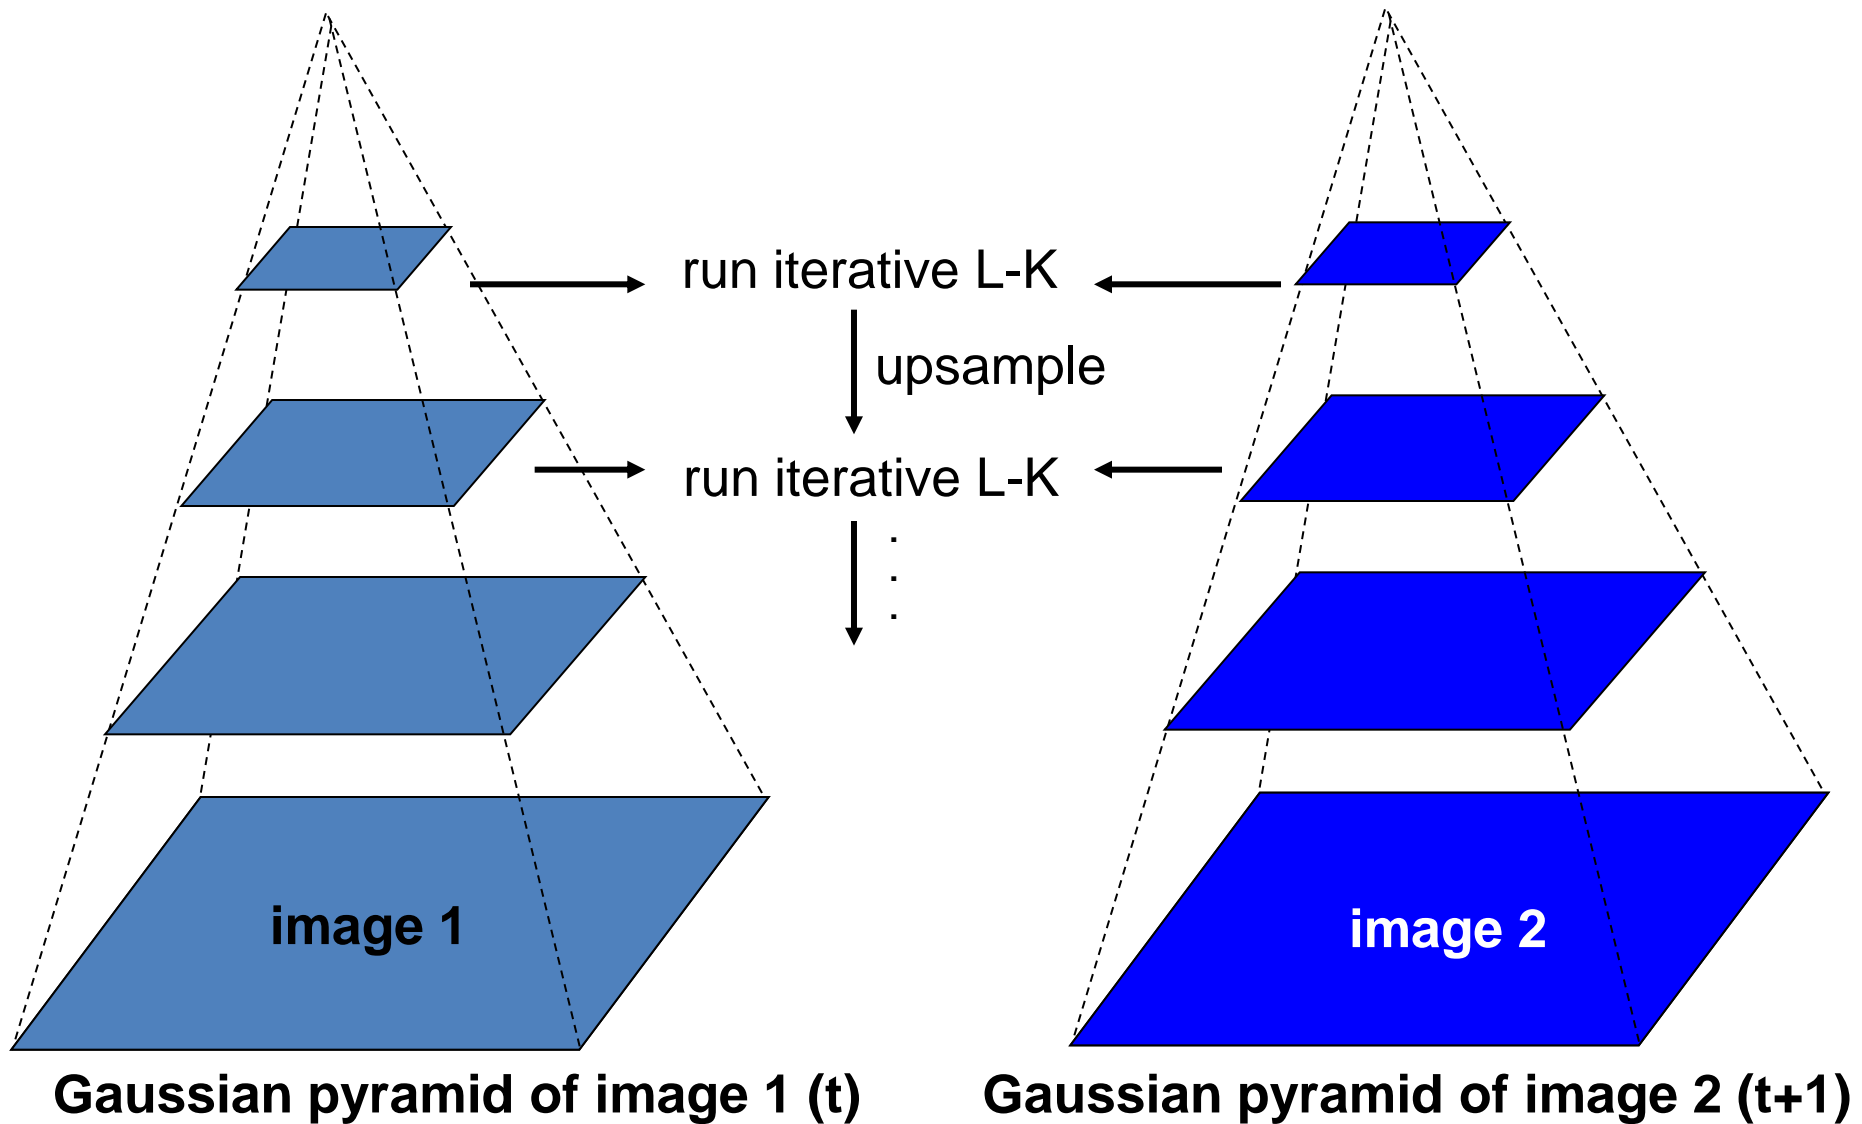 run iterative L-K
upsample
run iterative L-K
.
.
.
image 1
image 2
Gaussian pyramid of image 1 (t)
Gaussian pyramid of image 2 (t+1)